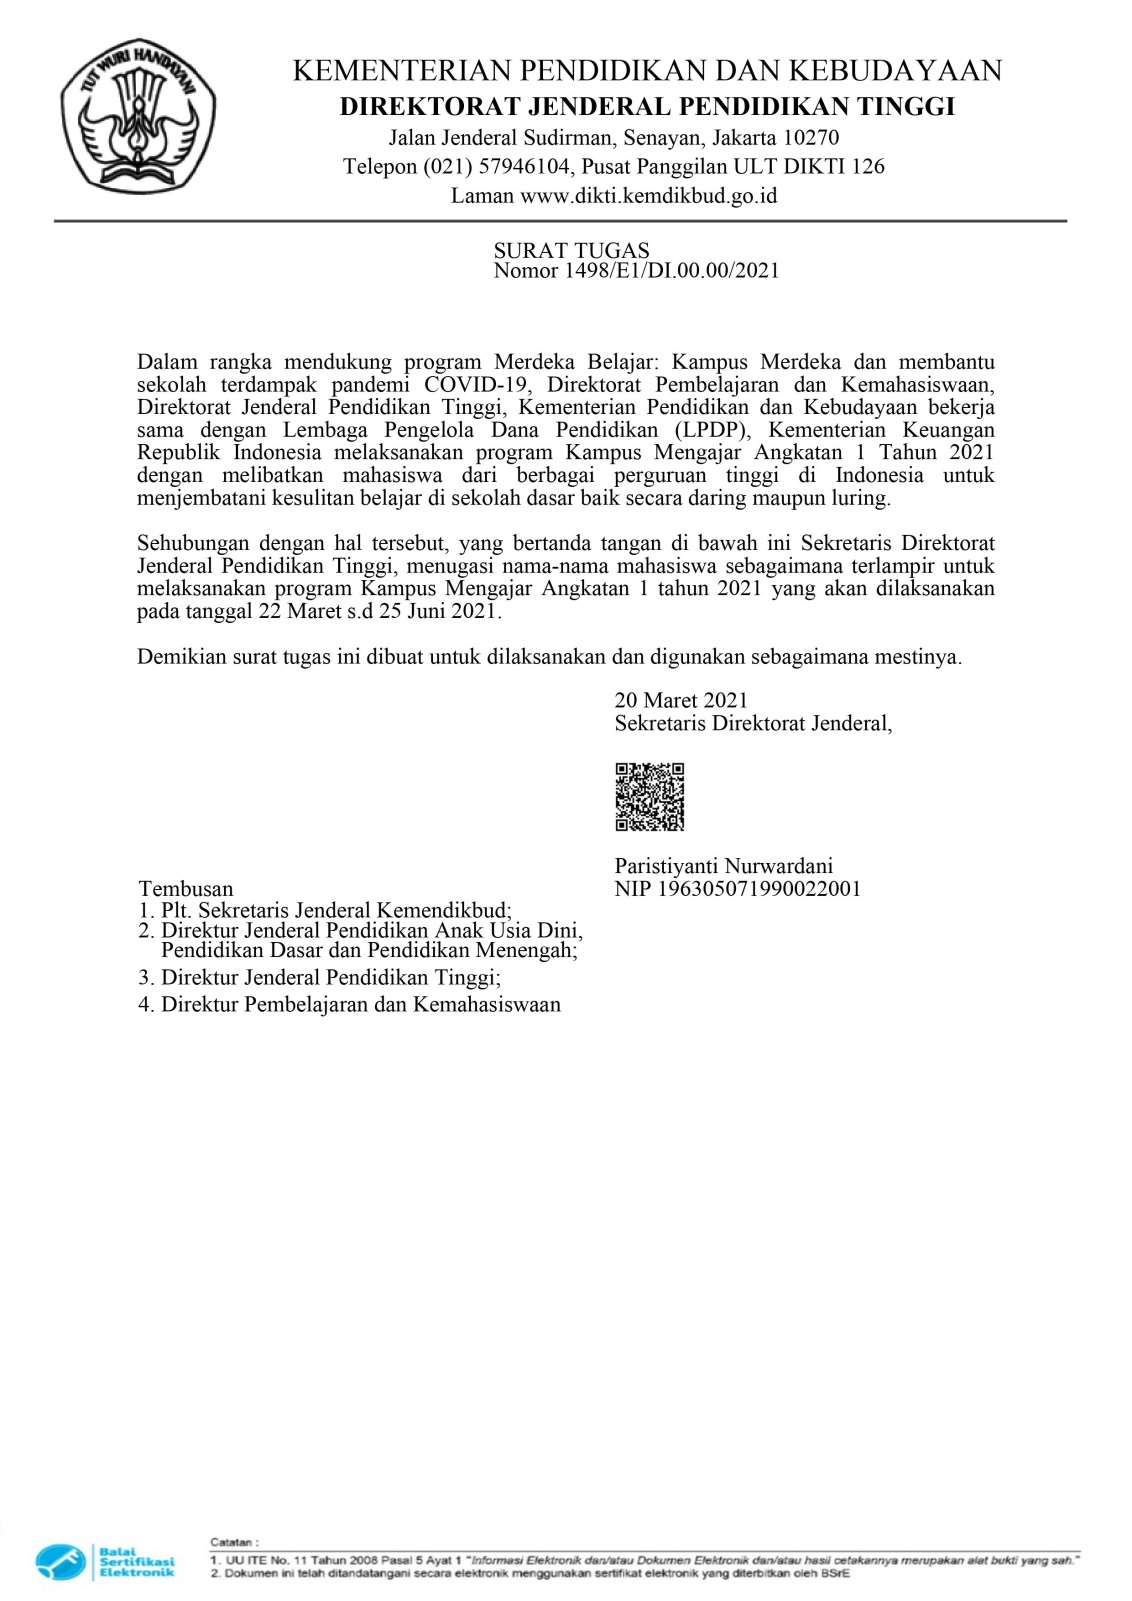 TUT WURI HANDAYANI
KEMENTERIAN PENDIDIKAN DAN KEBUDAYAAN
DIREKTORAT JENDERAL PENDIDIKAN TINGGI
Jalan Jenderal Sudirman, Senayan, Jakarta 10270
Telepon (021) 57946104, Pusat Panggilan ULT DIKTI 126
Laman www.dikti.kemdikbud.go.id
SURAT TUGAS
Nomor 1498/E1/DI.00.00/2021
Dalam rangka mendukung program Merdeka Belajar: Kampus Merdeka dan membantu
sekolah terdampak pandemi COVID-19, Direktorat Pembelajaran dan Kemahasiswaan,
Direktorat Jenderal Pendidikan Tinggi, Kementerian Pendidikan dan Kebudayaan bekerja
sama dengan Lembaga Pengelola Dana Pendidikan (LPDP), Kementerian Keuangan
Republik Indonesia melaksanakan program Kampus Mengajar Angkatan 1 Tahun 2021
dengan melibatkan mahasiswa dari berbagai perguruan tinggi di Indonesia untuk
menjembatani kesulitan belajar di sekolah dasar baik secara daring maupun luring.
Sehubungan dengan hal tersebut, yang bertanda tangan di bawah ini Sekretaris Direktorat
Jenderal Pendidikan Tinggi, menugasi nama-nama mahasiswa sebagaimana terlampir untuk
melaksanakan program Kampus Mengajar Angkatan 1 tahun 2021 yang akan dilaksanakan
pada tanggal 22 Maret s.d 25 Juni 2021.
Demikian surat tugas ini dibuat untuk dilaksanakan dan digunakan sebagaimana mestinya.
20 Maret 2021
Sekretaris Direktorat Jenderal,
Paristiyanti Nurwardani
NIP 196305071990022001
Tembusan
1. Plt. Sekretaris Jenderal Kemendikbud;
2. Direktur Jenderal Pendidikan Anak Usia Dini,
Pendidikan Dasar dan Pendidikan Menengah;
3. Direktur Jenderal Pendidikan Tinggi;
4. Direktur Pembelajaran dan Kemahasiswaan
Balai
Sertifikasi
Elektronik
Catatan :
1. UU ITE No. 11 Tahun 2008 Pasal 5 Ayat 1 "Informasi Elektronik dan/atau Dokumen Elektronik dan/atau hasil cetakannya merupakan alat bukti yang sah."
2. Dokumen ini telah ditandatangani secara elektronik menggunakan sertifikat elektronik yang diterbitkan oleh BSrE